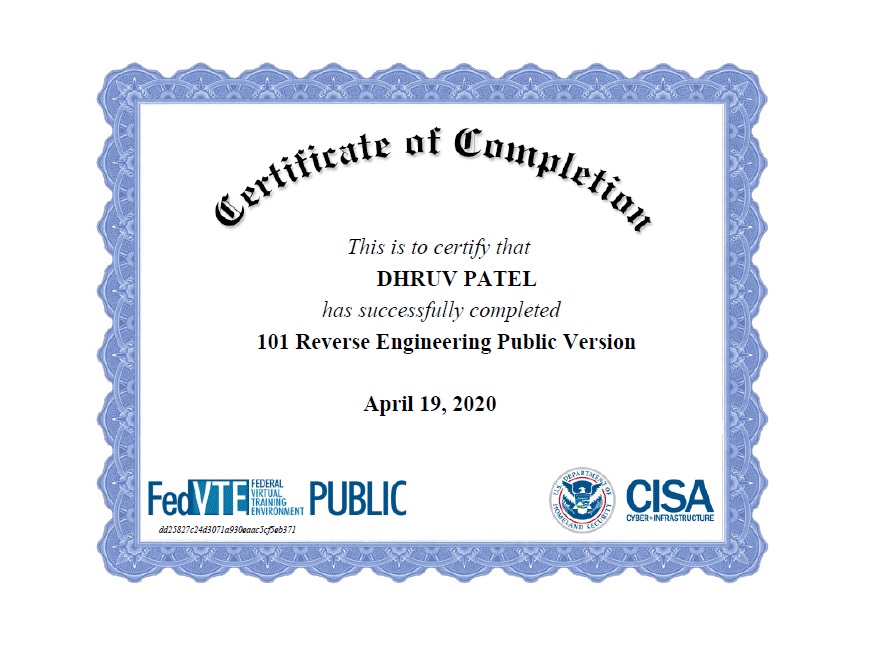 Certificate of Completion
This is to certify that
DHRUV PATEL
has successfully completed
101 Reverse Engineering Public Version
April 19, 2020
FedVTE FEDERAL VIRTUAL TRAINING ENVIRONMENT PUBLIC
dd25827c24d3071a930eaac5cf5eb371
U.S. DEPARTMENT OF HOMELAND SECURITY
CISA
CYBER+INFRASTRUCTURE